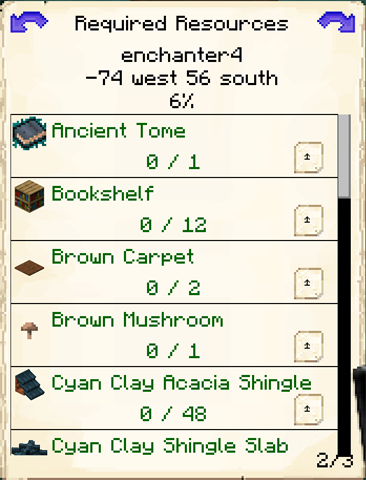 Required Resources
enchanter4
-74 west 56 south
6%
Ancient Tome
0 / 1
Bookshelf
0 / 12
Brown Carpet
0 / 2
Brown Mushroom
0 / 1
Cyan Clay Acacia Shingle
0 / 48
Cyan Clay Shingle Slab
2/3